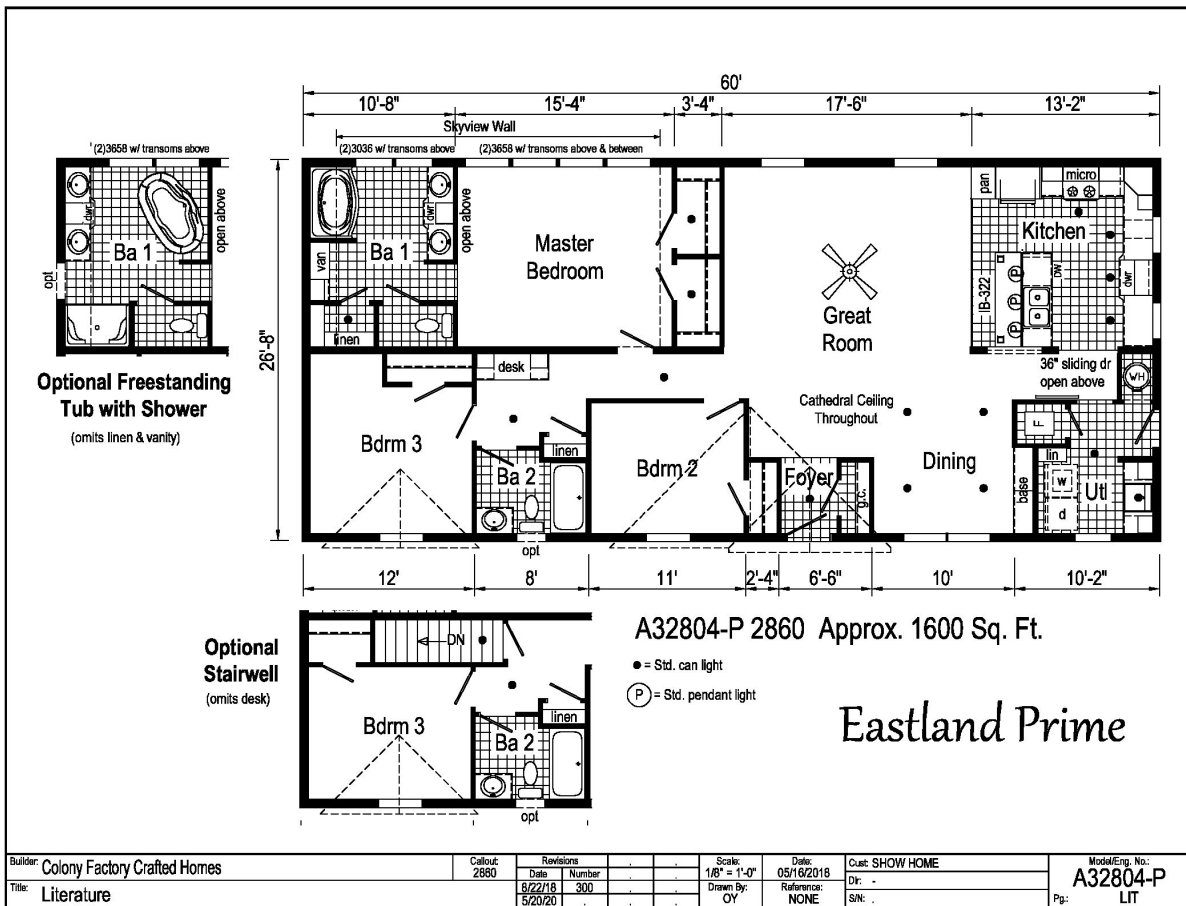 60'
10'-8" 15'-4" 3'-4" 17'-6" 13'-2"
Skyview Wall
(2)3658 w/ transoms above
(2)3036 w/ transoms above
(2)3658 w/ transoms above & between
dwr
open above
Ba 1
opt
Optional Freestanding
Tub with Shower
(omits linen & vanity)
26'-8"
dwr
open above
Ba 1
van
linen
Master
Bedroom
Great
Room
Cathedral Ceiling
Throughout
pan
micro
Kitchen
IB-322
P
P
P
DW
dwr
36" sliding dr
open above
WH
F
desk
Bdrm 3
linen
Ba 2
opt
Bdrm 2
Foyer
g.c.
Dining
base
lin
w
d
Utl
12' 8' 11' 2'-4" 6'-6" 10' 10'-2"
Optional
Stairwell
(omits desk)
DN
Bdrm 3
linen
Ba 2
opt
A32804-P 2860 Approx. 1600 Sq. Ft.
● = Std. can light
P = Std. pendant light
Eastland Prime
Builder: Colony Factory Crafted Homes
Title: Literature
Callout:
2860
Revisions
Date Number
8/22/18 300
5/20/20
Scale:
1/8" = 1'-0"
Drawn By:
OY
Date:
05/16/2018
Reference:
NONE
Cust: SHOW HOME
Dlr: -
S/N: .
Model/Eng. No.:
A32804-P
Pg.: LIT